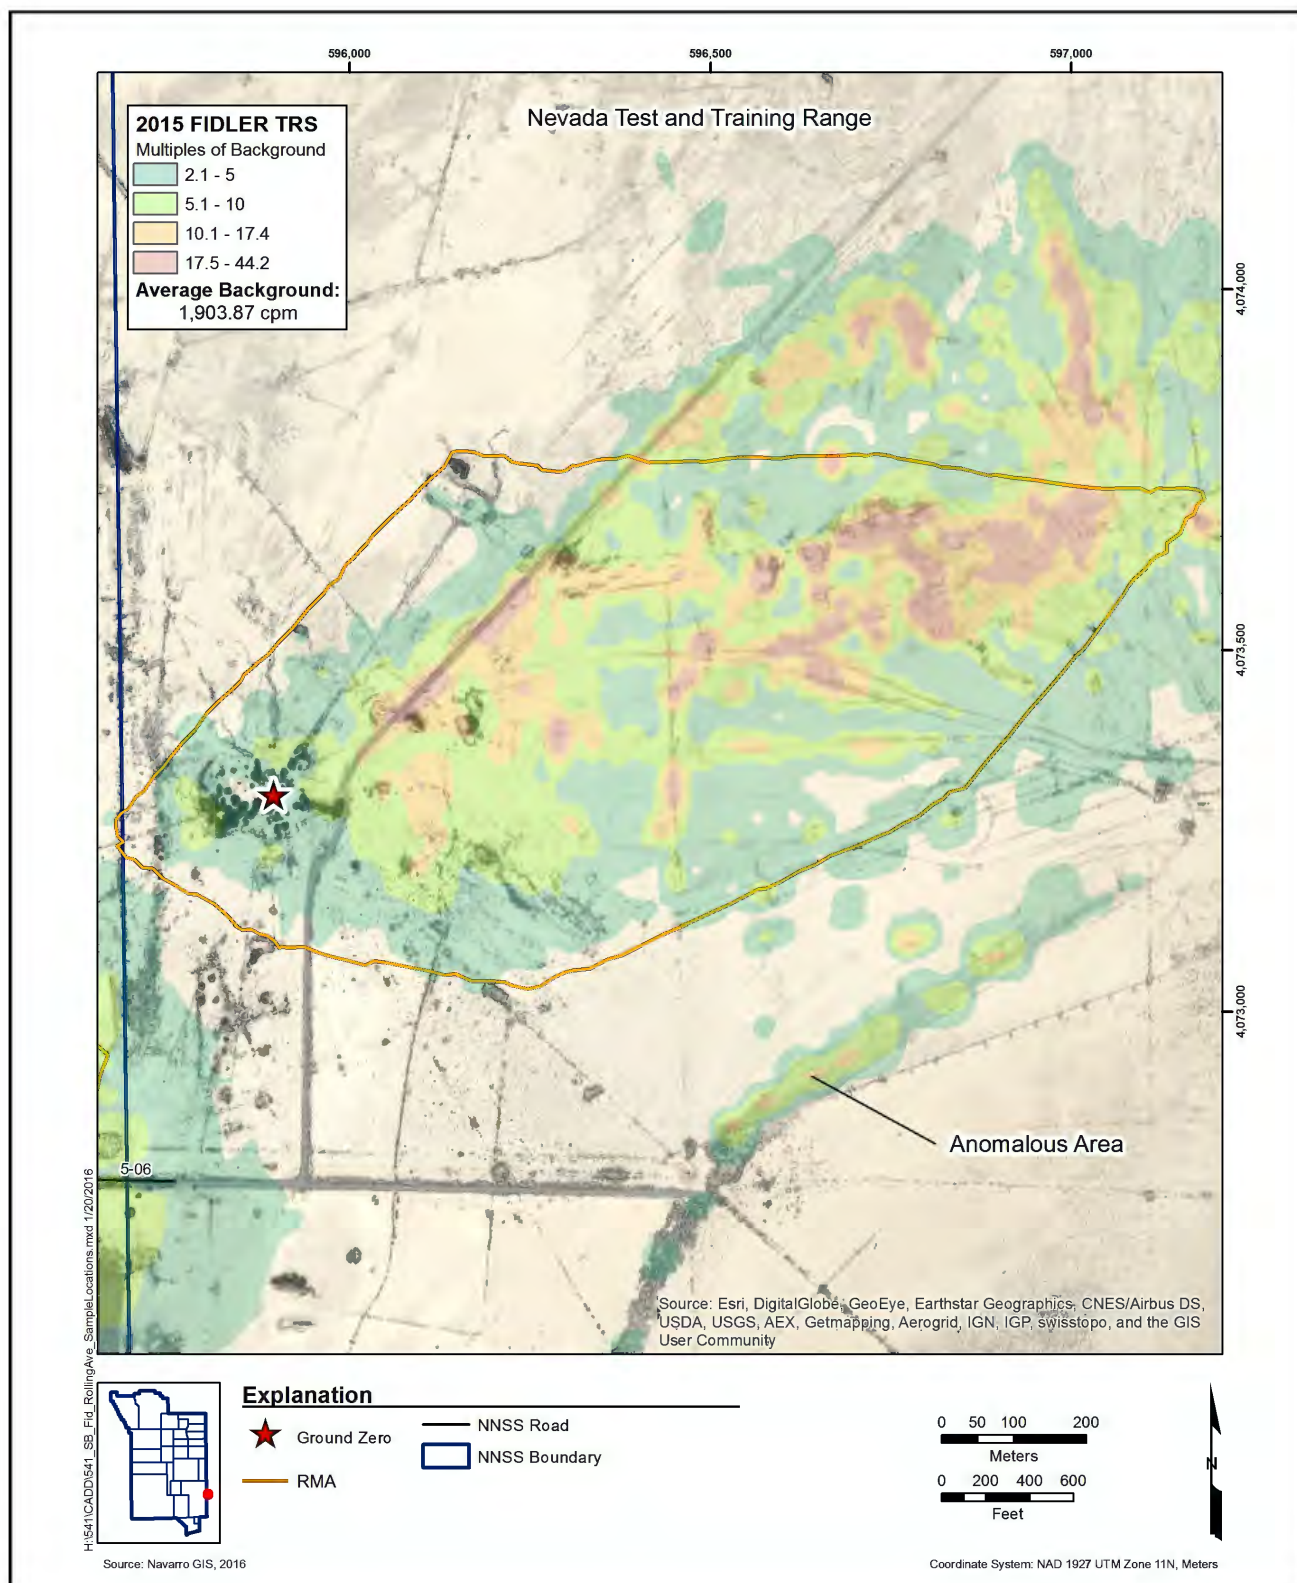 596,000
596,500
597,000
Nevada Test and Training Range
2015 FIDLER TRS
Multiples of Background
2.1 - 5
5.1 - 10
10.1 - 17.4
17.5 - 44.2
Average Background:
1,903.87 cpm
4,074,000
4,073,500
4,073,000
Anomalous Area
5-06
Source: Esri, DigitalGlobe, GeoEye, Earthstar Geographics, CNES/Airbus DS,
USDA, USGS, AEX, Getmapping, Aerogrid, IGN, IGP, swisstopo, and the GIS
User Community
H:\541\CADD\541_SB_Fid_RollingAve_SampleLocations.mxd 1/20/2016
Explanation
Ground Zero
RMA
NNSS Road
NNSS Boundary
0 50 100 200
Meters
0 200 400 600
Feet
N
Source: Navarro GIS, 2016
Coordinate System: NAD 1927 UTM Zone 11N, Meters